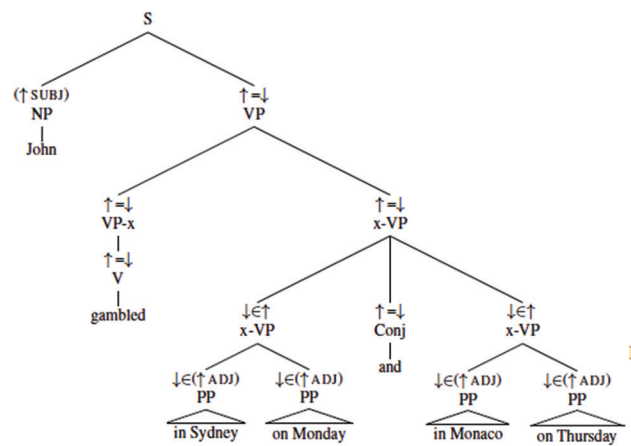 S
(↑ SUBJ) ↑=↓
NP VP
John
↑=↓ ↑=↓
VP-x x-VP
↑=↓
V
gambled
↓∈↑ ↑=↓ ↓∈↑
x-VP Conj x-VP
and
↓∈(↑ADJ) ↓∈(↑ADJ) ↓∈(↑ADJ) ↓∈(↑ADJ)
PP PP PP PP
in Sydney on Monday in Monaco on Thursday